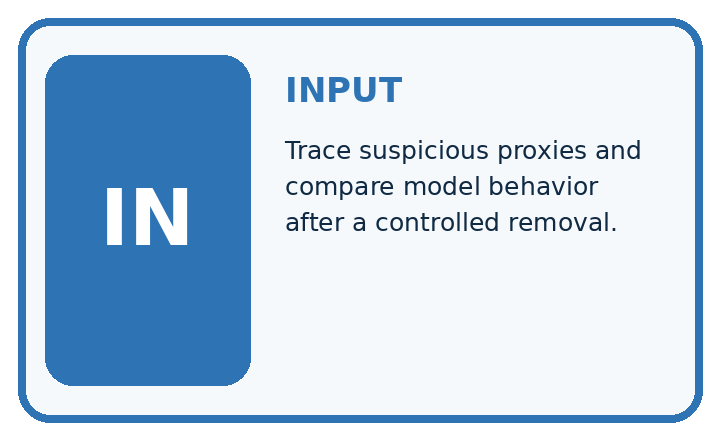 IN
INPUT
Trace suspicious proxies and
compare model behavior
after a controlled removal.